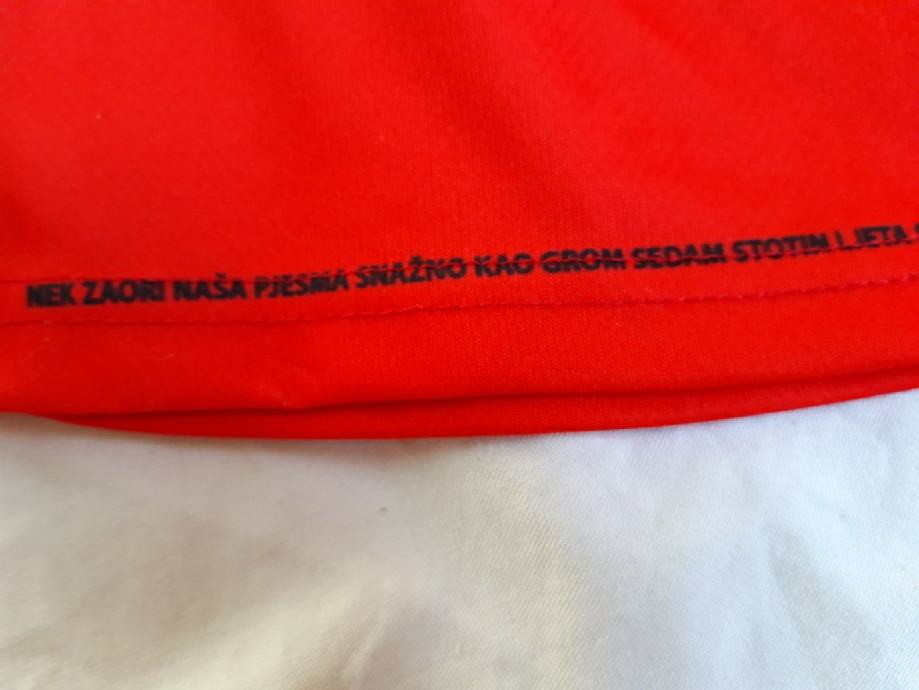 NEK ZAORI NAŠA PJESMA SNAŽNO KAO GROM SEDAM STOTIN LJETA